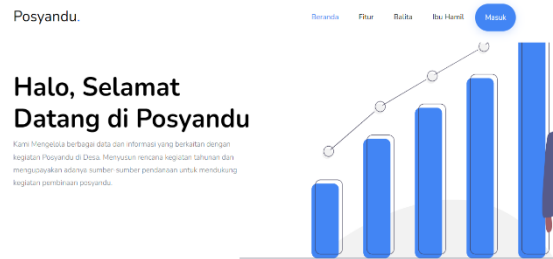 Posyandu.
Beranda Fitur Balita Ibu Hamil Masuk
Halo, Selamat
Datang di Posyandu
Kami Mengelola berbagai data dan informasi yang berkaitan dengan
kegiatan Posyandu di Desa. Menyusun rencana kegiatan tahunan dan
mengupayakan adanya sumber-sumber pendanaan untuk mendukung
kegiatan pembinaan posyandu.